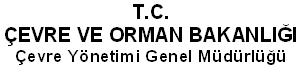 T.C.
ÇEVRE VE ORMAN BAKANLIĞI
Çevre Yönetimi Genel Müdürlüğü